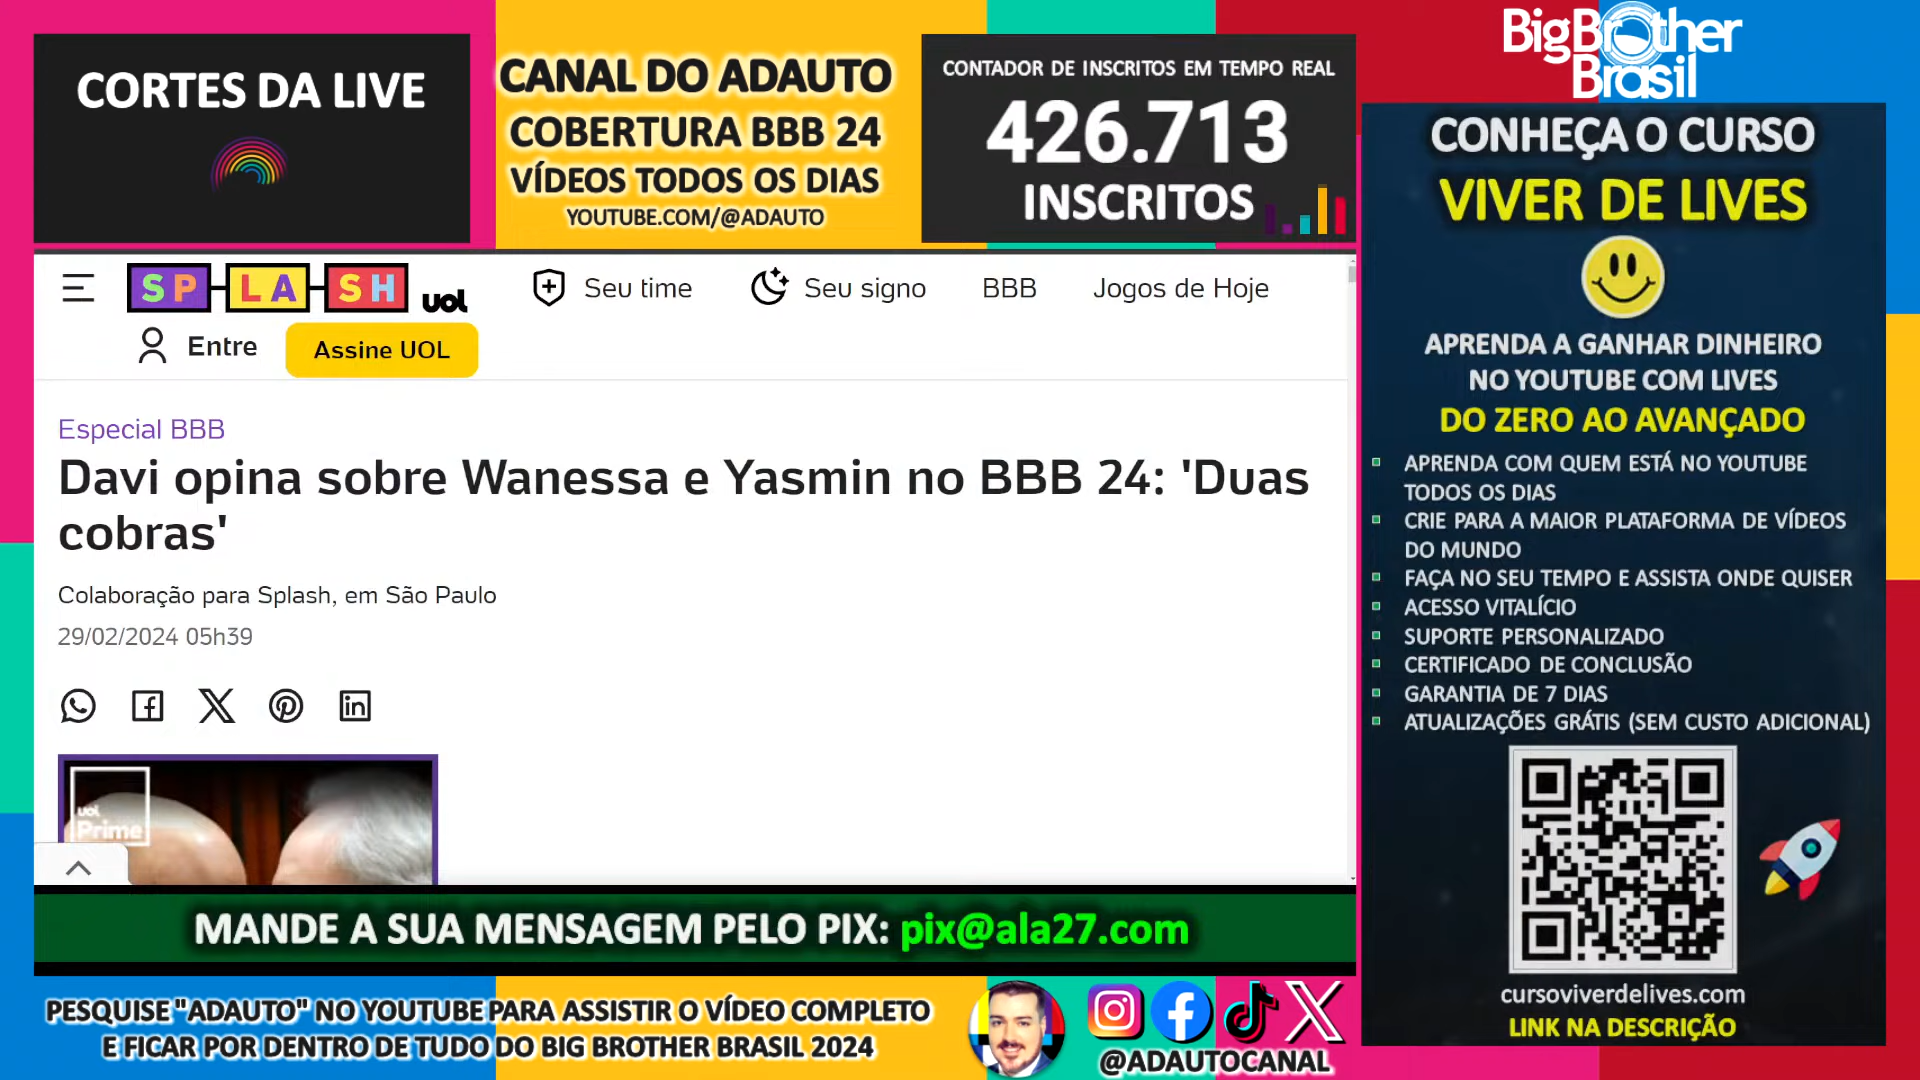 CORTES DA LIVE
CANAL DO ADAUTO
COBERTURA BBB 24
VÍDEOS TODOS OS DIAS
YOUTUBE.COM/@ADAUTO
CONTADOR DE INSCRITOS EM TEMPO REAL
426.713
INSCRITOS
BigBrother
Brasil
CONHEÇA O CURSO
VIVER DE LIVES
APRENDA A GANHAR DINHEIRO
NO YOUTUBE COM LIVES
DO ZERO AO AVANÇADO
APRENDA COM QUEM ESTÁ NO YOUTUBE
TODOS OS DIAS
CRIE PARA A MAIOR PLATAFORMA DE VÍDEOS
DO MUNDO
FAÇA NO SEU TEMPO E ASSISTA ONDE QUISER
ACESSO VITALÍCIO
SUPORTE PERSONALIZADO
CERTIFICADO DE CONCLUSÃO
GARANTIA DE 7 DIAS
ATUALIZAÇÕES GRÁTIS (SEM CUSTO ADICIONAL)
cursoviverdelives.com
LINK NA DESCRIÇÃO
SPLASH uol Seu time Seu signo BBB Jogos de Hoje
Entre Assine UOL
Especial BBB
Davi opina sobre Wanessa e Yasmin no BBB 24: 'Duas
cobras'
Colaboração para Splash, em São Paulo
29/02/2024 05h39
uol
Prime
MANDE A SUA MENSAGEM PELO PIX: pix@ala27.com
PESQUISE "ADAUTO" NO YOUTUBE PARA ASSISTIR O VÍDEO COMPLETO
E FICAR POR DENTRO DE TUDO DO BIG BROTHER BRASIL 2024
@ADAUTOCANAL